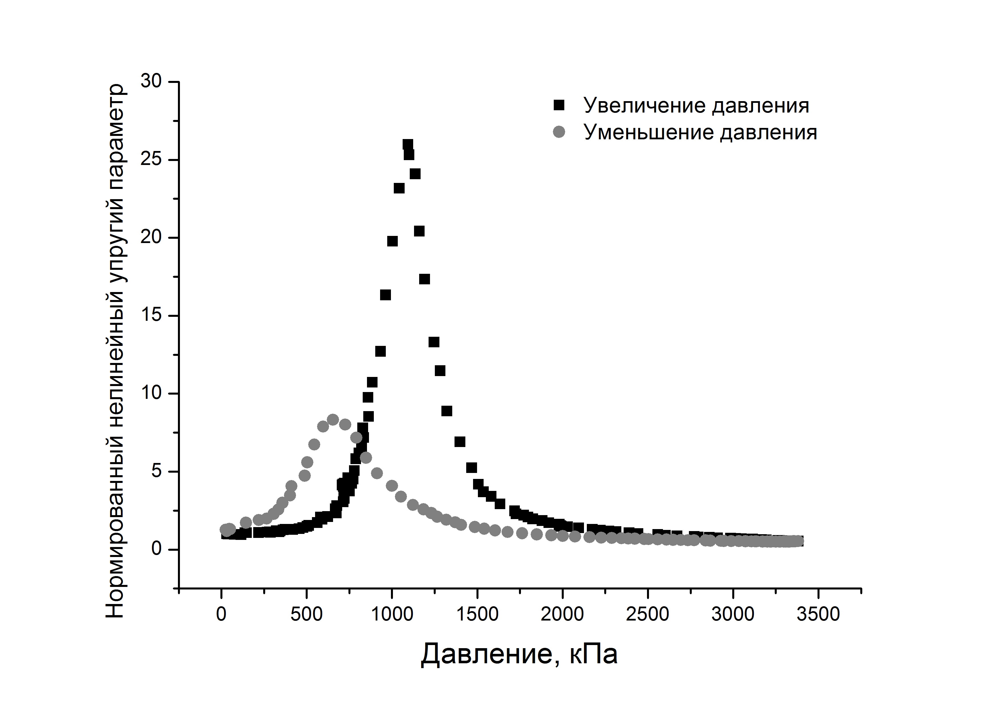 Нормированный нелинейный упругий параметр
30
25
20
15
10
5
0
Увеличение давления
Уменьшение давления
0 500 1000 1500 2000 2500 3000 3500
Давление, кПа